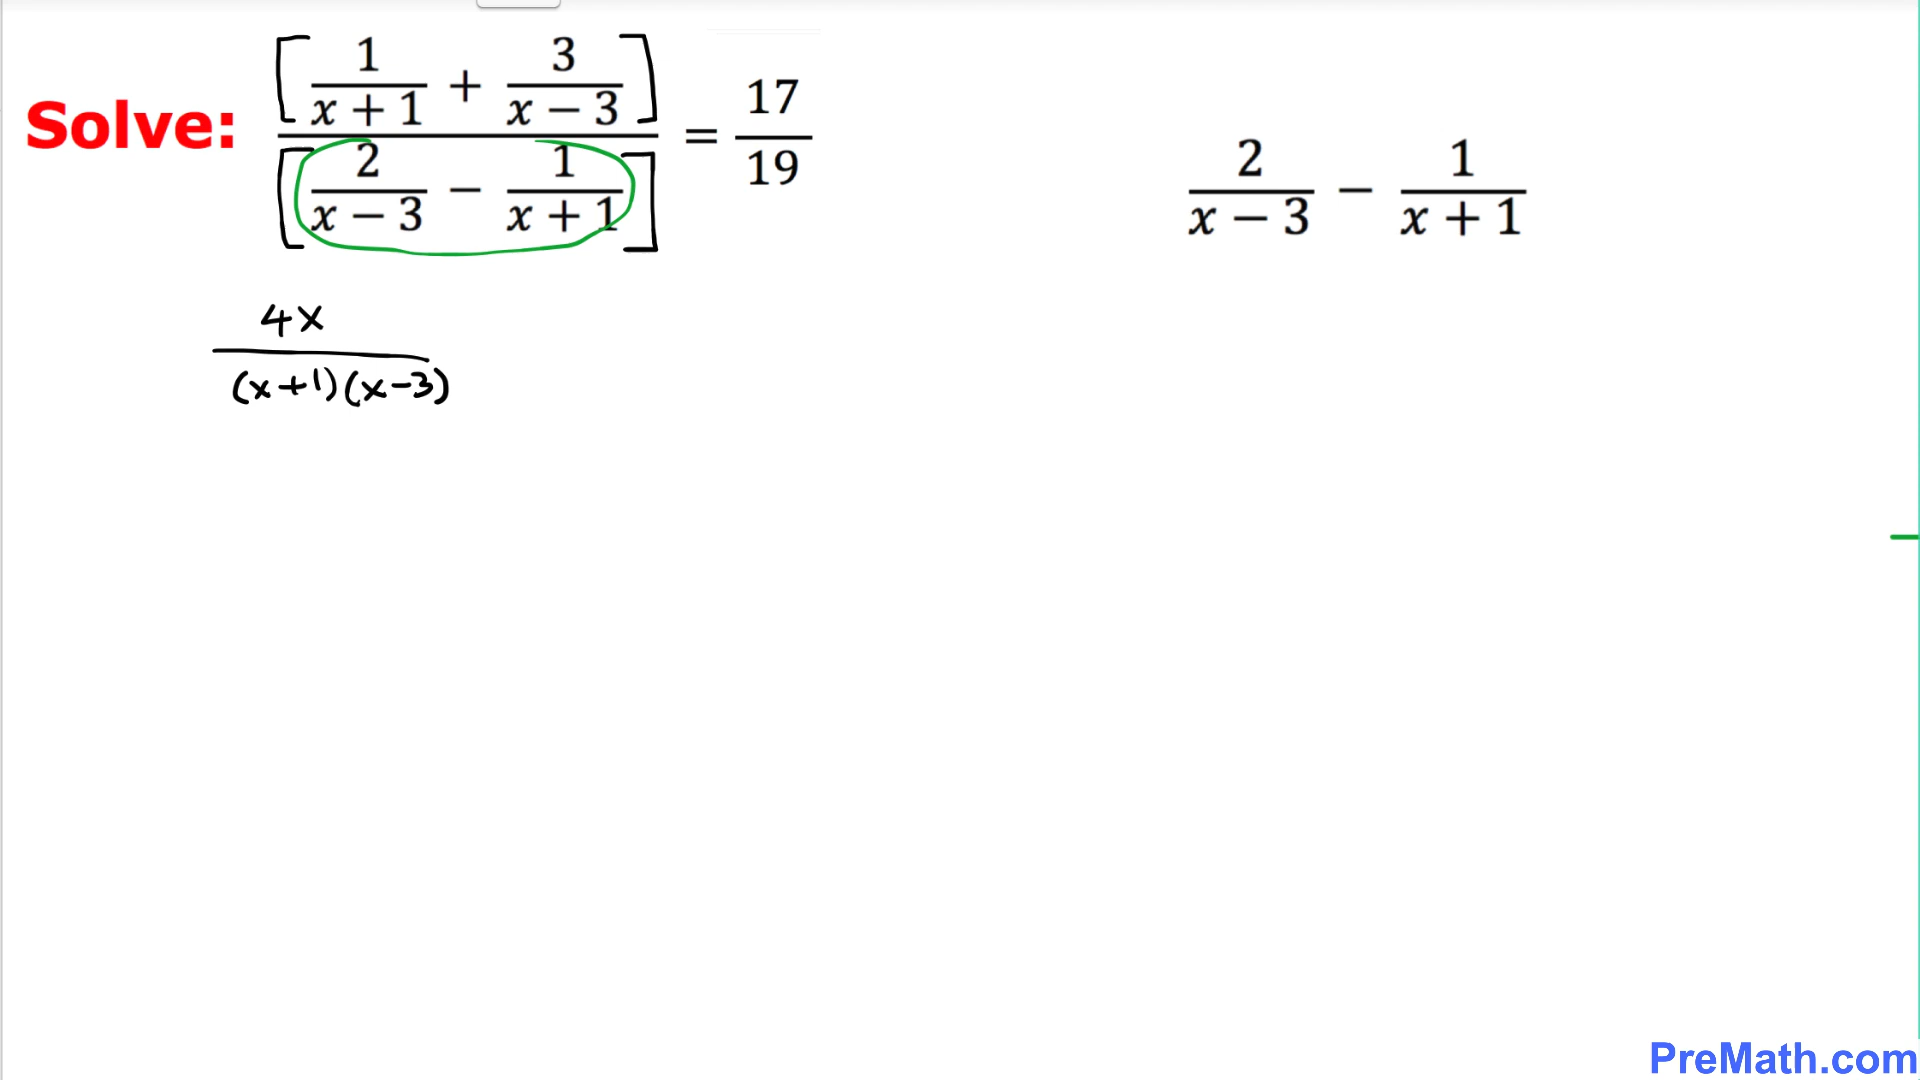 Solve: [1/(x + 1) + 3/(x − 3)] / [2/(x − 3) − 1/(x + 1)] = 17/19
2/(x − 3) − 1/(x + 1)
4x
(x+1)(x-3)
PreMath.com